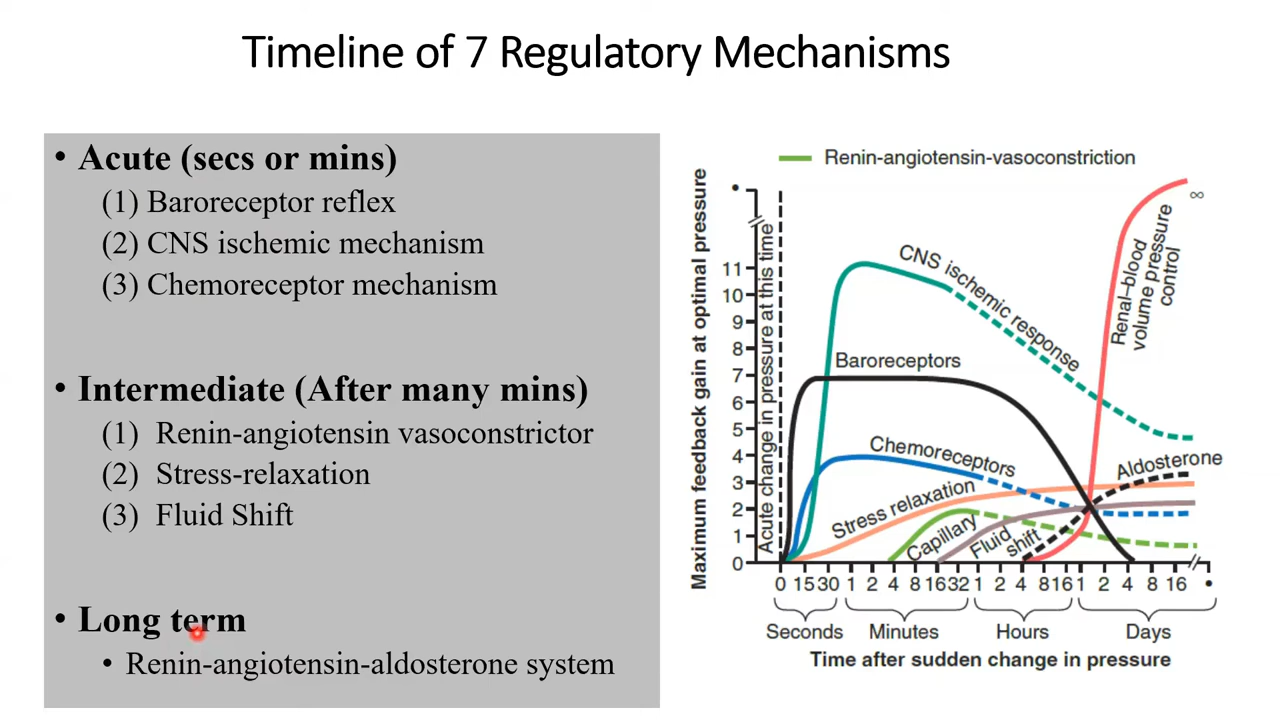 Timeline of 7 Regulatory Mechanisms
• Acute (secs or mins)
(1) Baroreceptor reflex
(2) CNS ischemic mechanism
(3) Chemoreceptor mechanism
• Intermediate (After many mins)
(1) Renin-angiotensin vasoconstrictor
(2) Stress-relaxation
(3) Fluid Shift
• Long term
• Renin-angiotensin-aldosterone system
Renin-angiotensin-vasoconstriction
Maximum feedback gain at optimal pressure
Acute change in pressure at this time
•
11
10
9
8
7
6
5
4
3
2
1
0
CNS ischemic response
Baroreceptors
Chemoreceptors
Stress relaxation
Capillary
Fluid
shift
Aldosterone
Renal–blood
volume pressure
control
∞
0 15 30 1 2 4 8 16 32 1 2 4 8 16 1 2 4 8 16 •
Seconds Minutes Hours Days
Time after sudden change in pressure